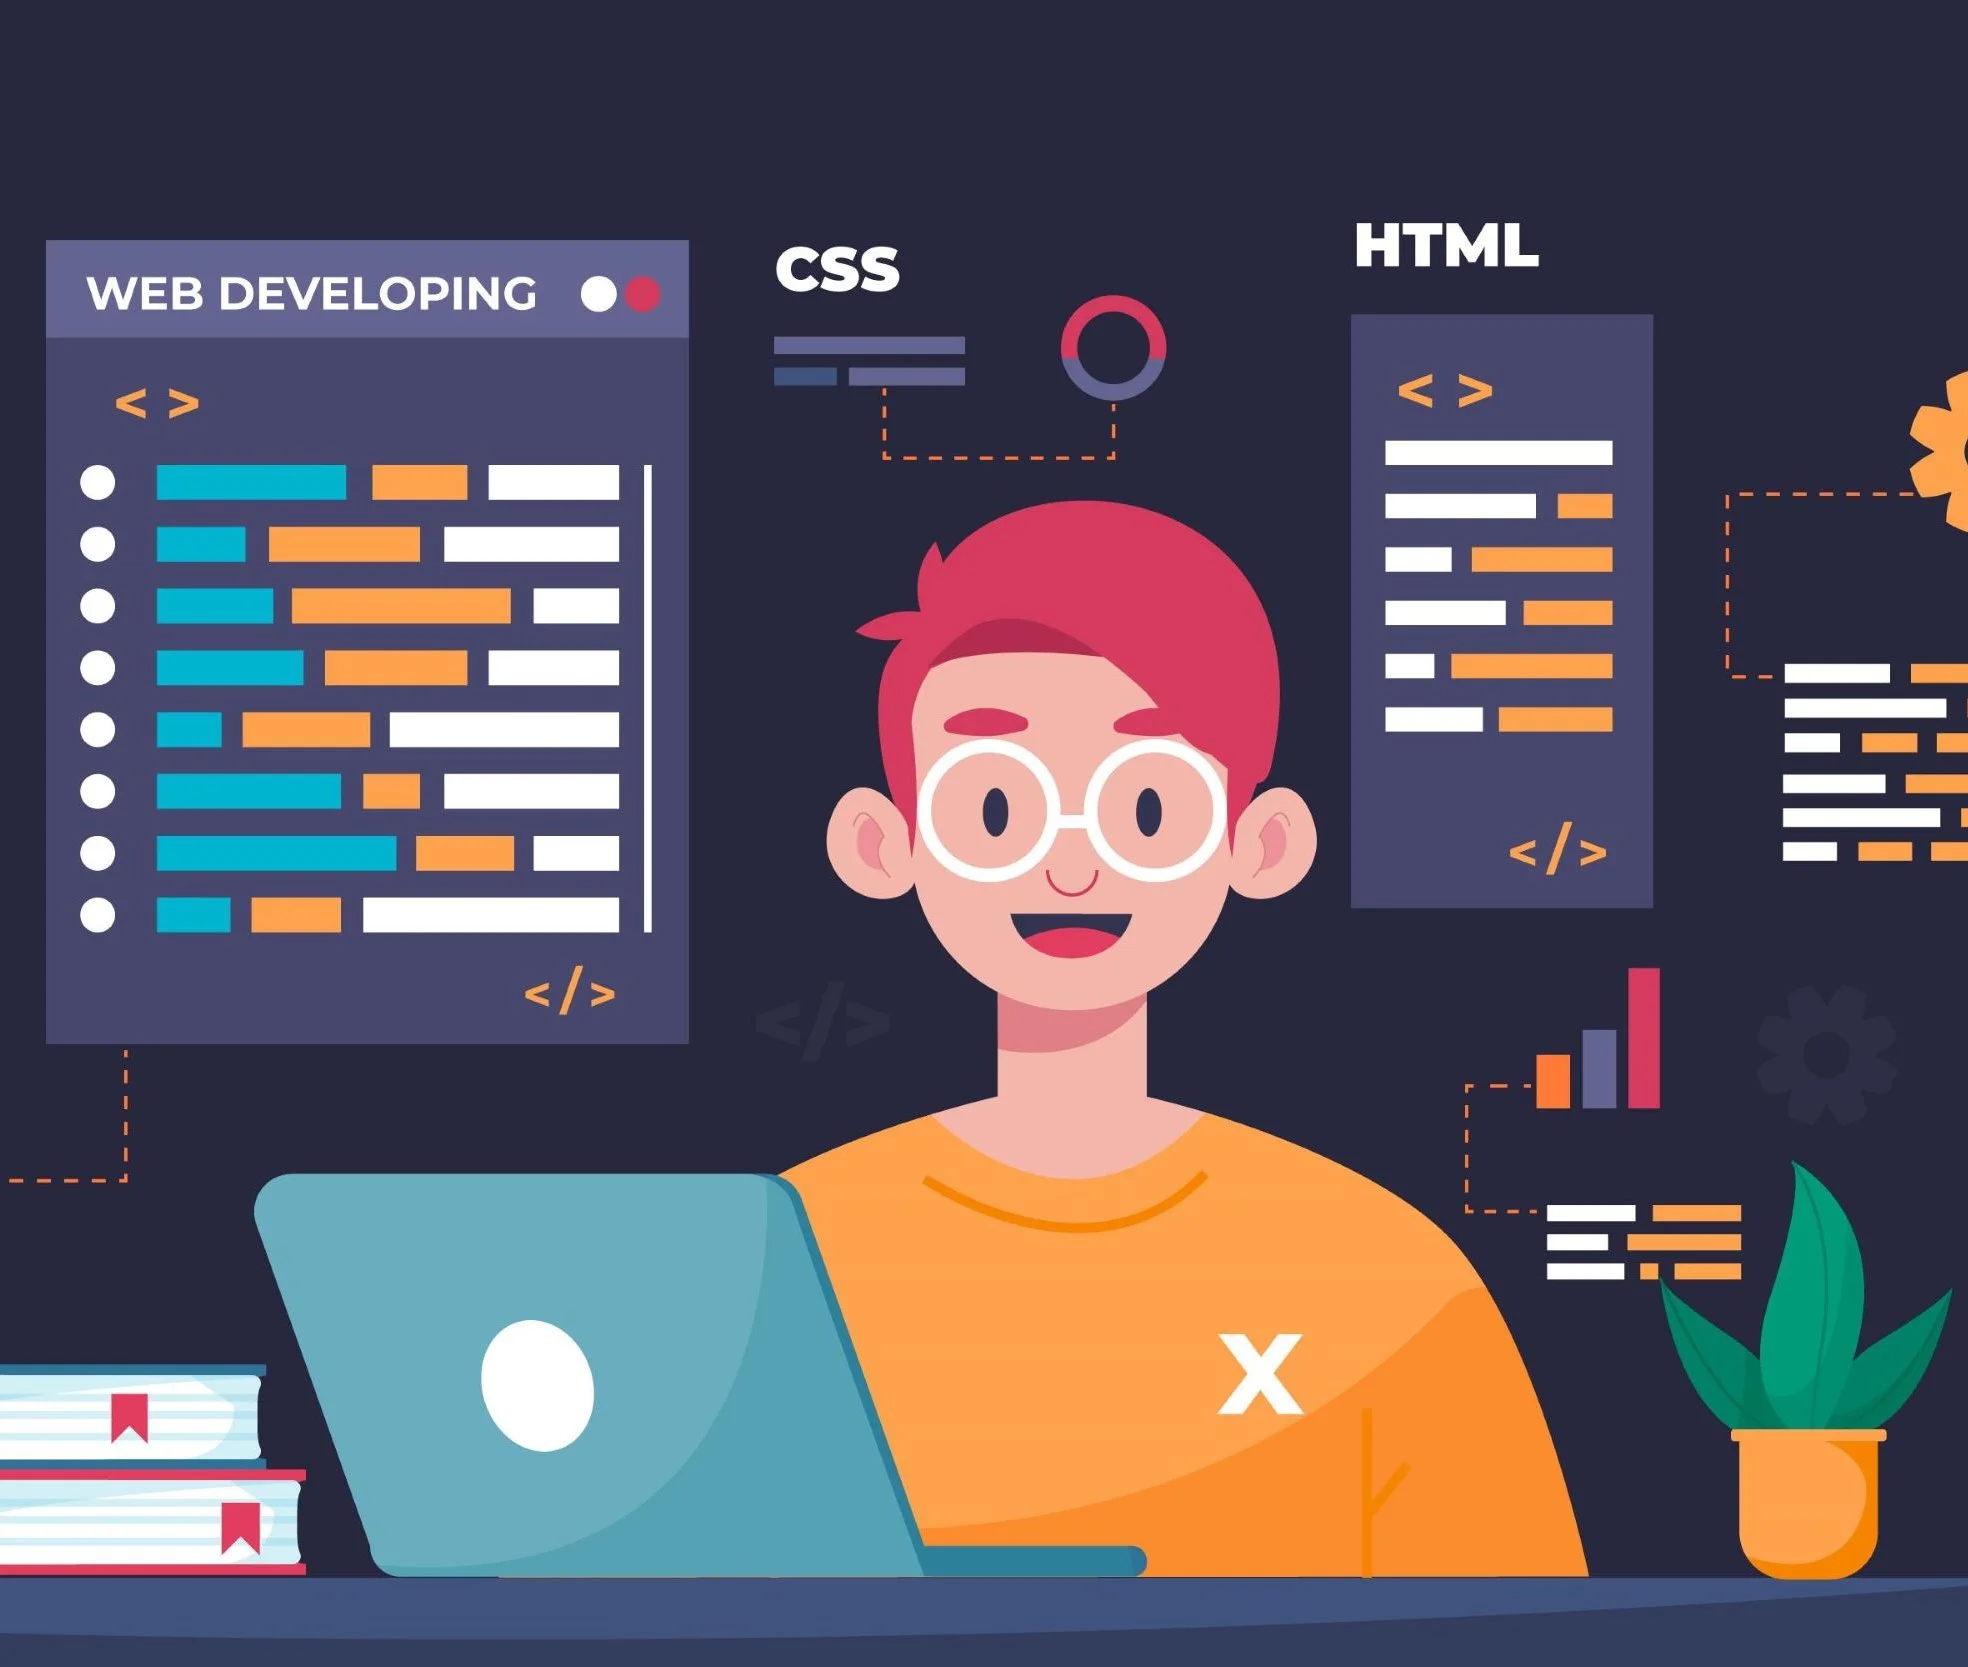 WEB DEVELOPING
< >
</>
CSS
</>
HTML
< >
</>
X